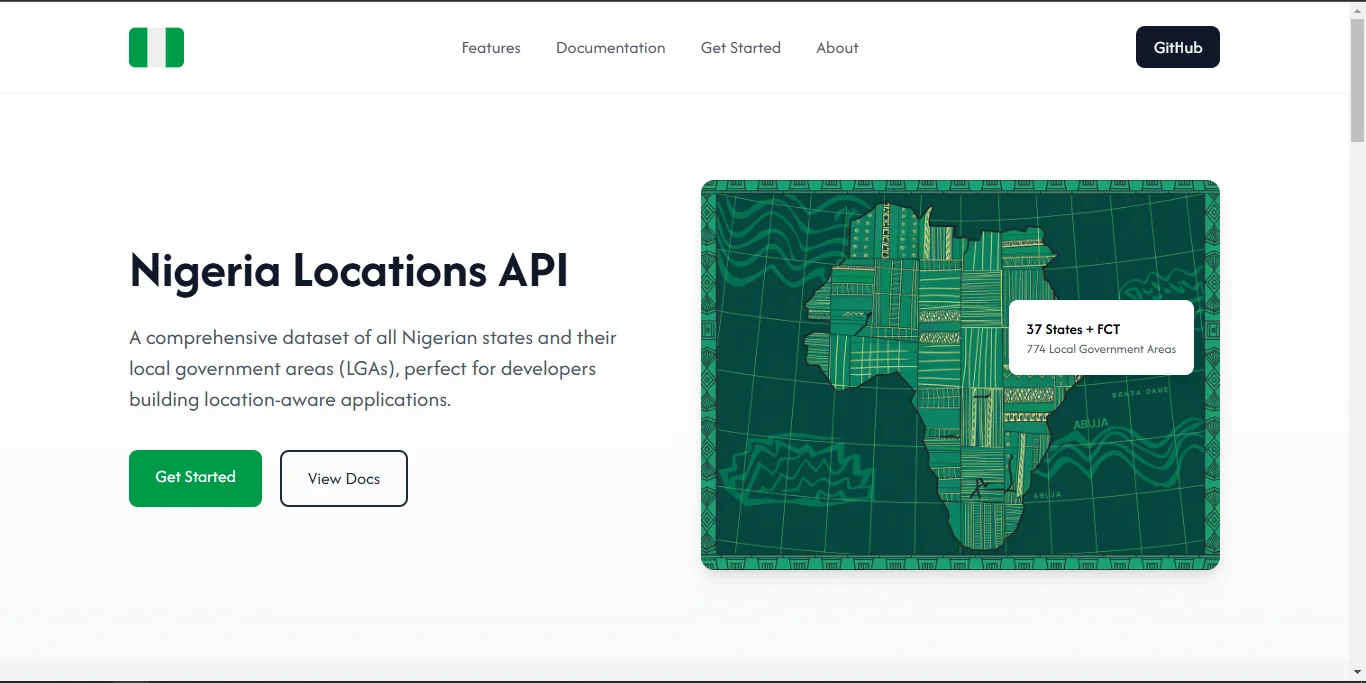 Features
Documentation
Get Started
About
GitHub
Nigeria Locations API
A comprehensive dataset of all Nigerian states and their
local government areas (LGAs), perfect for developers
building location-aware applications.
Get Started
View Docs
37 States + FCT
774 Local Government Areas
ABUJA
ABUJA